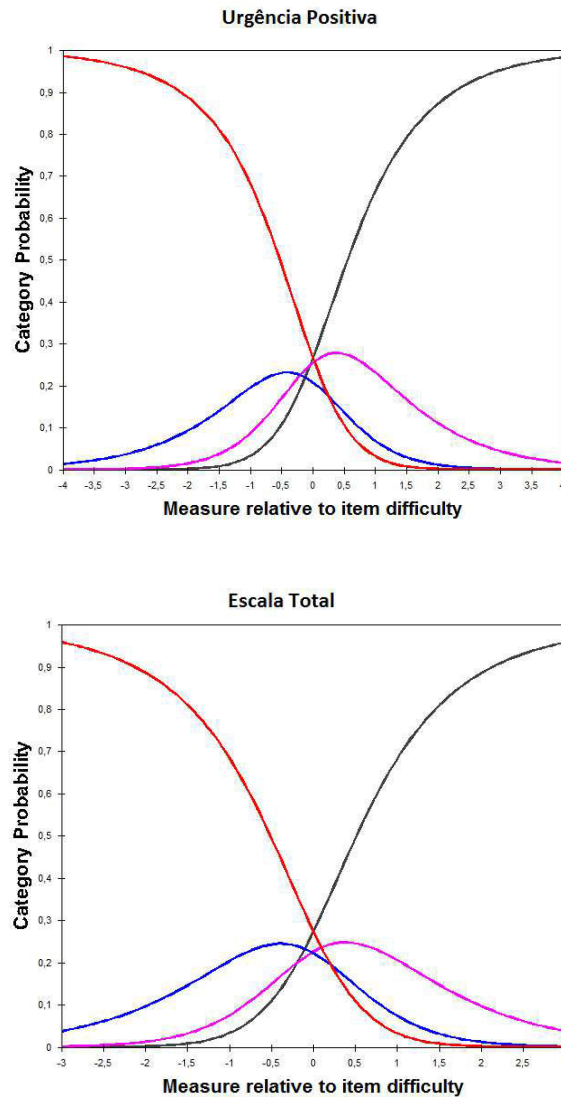 Urgência Positiva
1
0,9
0,8
0,7
0,6
0,5
0,4
0,3
0,2
0,1
0
Category Probability
-4 -3,5 -3 -2,5 -2 -1,5 -1 -0,5 0 0,5 1 1,5 2 2,5 3 3,5 4
Measure relative to item difficulty
Escala Total
1
0,9
0,8
0,7
0,6
0,5
0,4
0,3
0,2
0,1
0
Category Probability
-3 -2,5 -2 -1,5 -1 -0,5 0 0,5 1 1,5 2 2,5
Measure relative to item difficulty